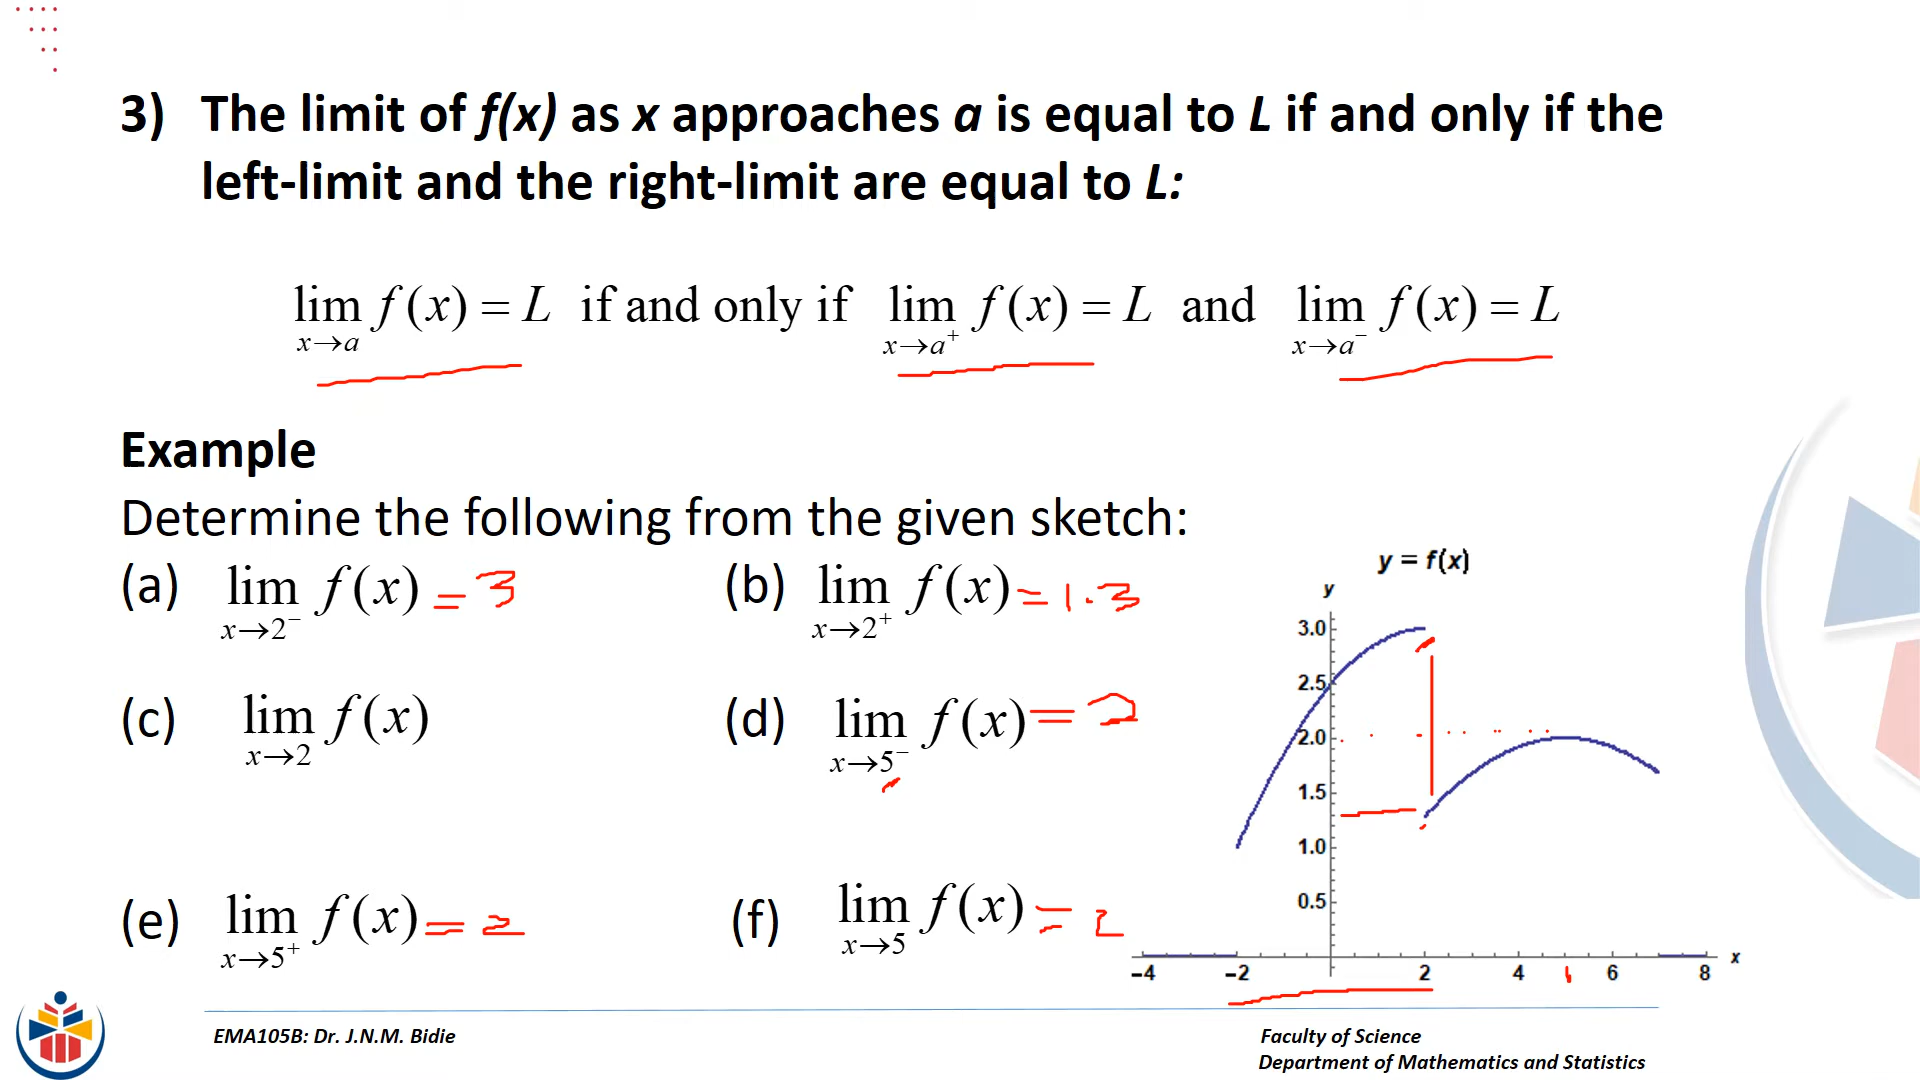 3) The limit of f(x) as x approaches a is equal to L if and only if the
left-limit and the right-limit are equal to L:
lim f(x) = L if and only if lim f(x) = L and lim f(x) = L
x→a x→a⁺ x→a⁻
Example
Determine the following from the given sketch:
(a) lim f(x) = 3 (b) lim f(x) = 1.3
x→2⁻ x→2⁺
(c) lim f(x) (d) lim f(x) = 2
x→2 x→5⁻
(e) lim f(x) = 2 (f) lim f(x) = 2
x→5⁺ x→5
y = f(x)
y
3.0
2.5
2.0
1.5
1.0
0.5
-4 -2 2 4 6 8 x
EMA105B: Dr. J.N.M. Bidie
Faculty of Science
Department of Mathematics and Statistics